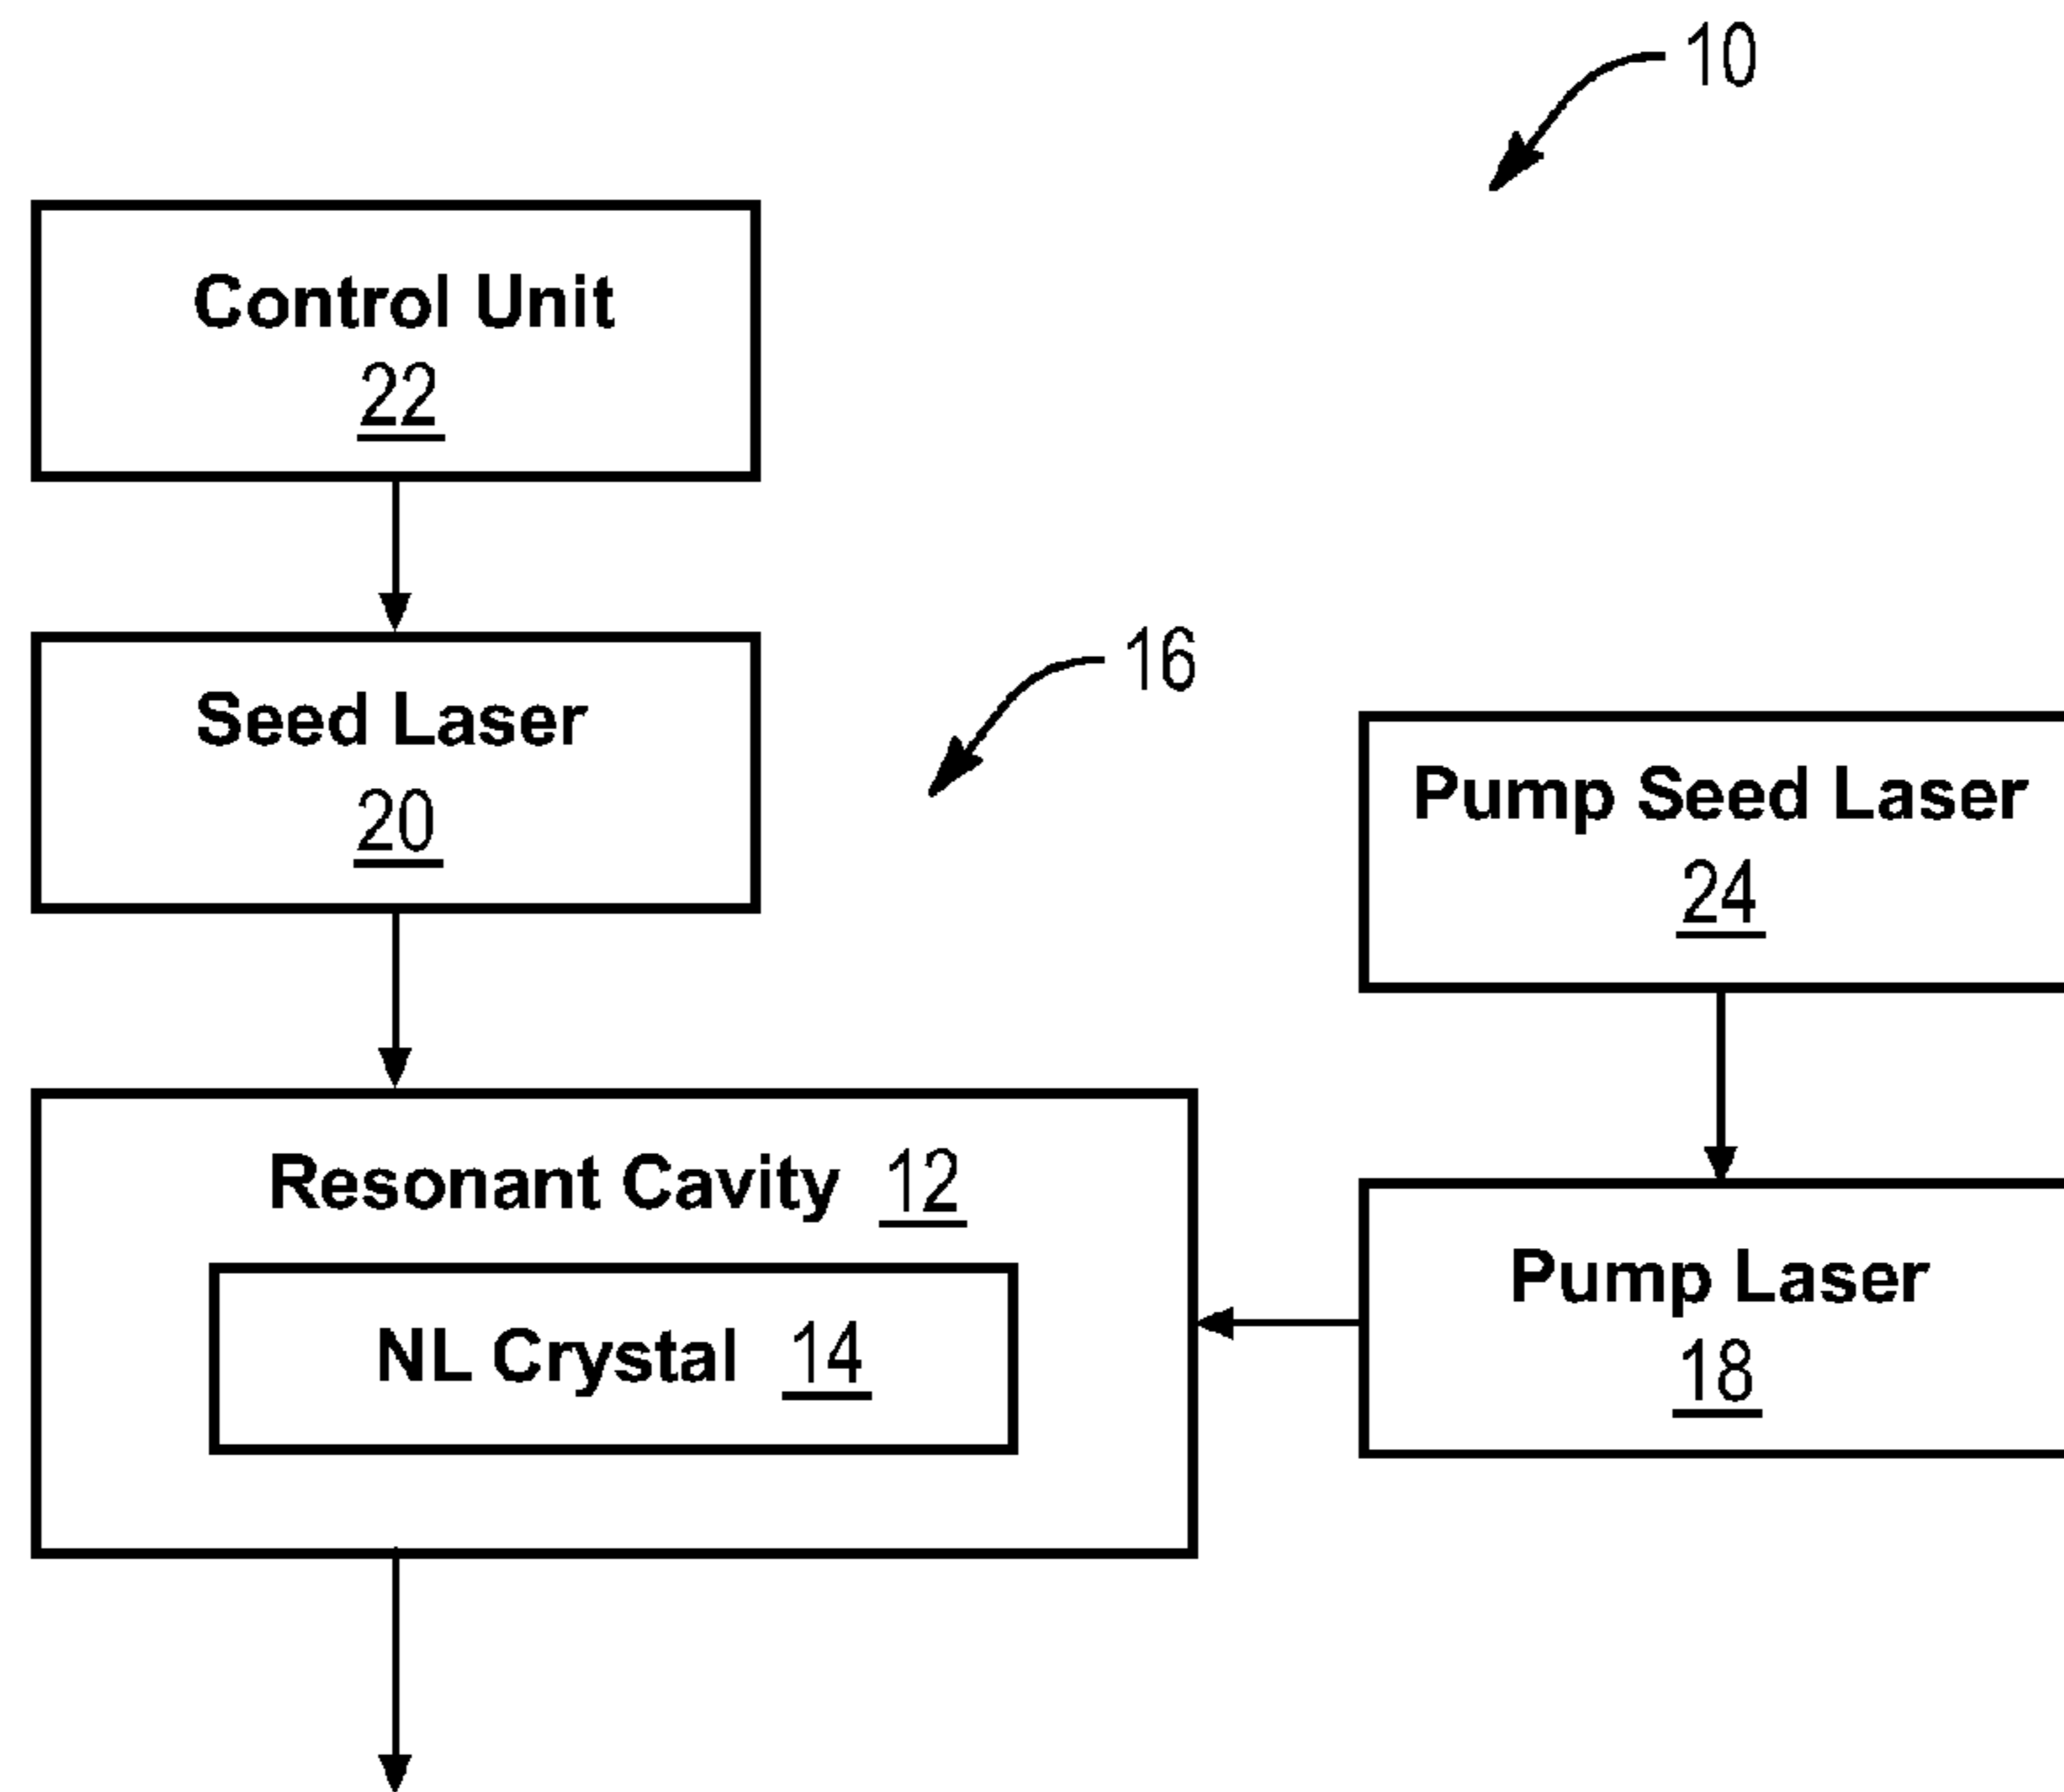 10
Control Unit
22
16
Seed Laser
20
Pump Seed Laser
24
Resonant Cavity 12
NL Crystal 14
Pump Laser
18